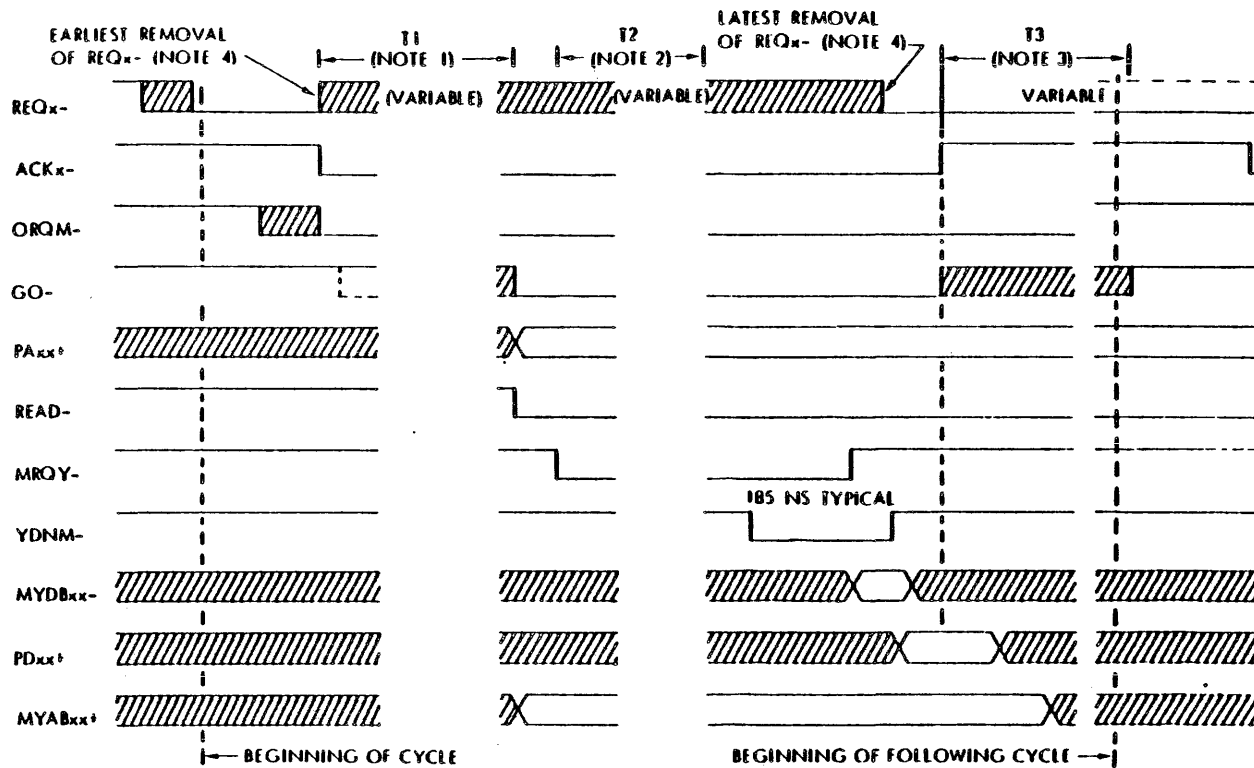 EARLIEST REMOVAL
OF REQx- (NOTE 4)
T1
(NOTE 1)
T2
(NOTE 2)
LATEST REMOVAL
OF REQx- (NOTE 4)
T3
(NOTE 3)
REQx-
(VARIABLE)
(VARIABLE)
VARIABLE
ACKx-
ORQM-
GO-
PAxx+
READ-
MRQY-
185 NS TYPICAL
YDNM-
MYDBxx-
PDxx+
MYABxx+
BEGINNING OF CYCLE
BEGINNING OF FOLLOWING CYCLE